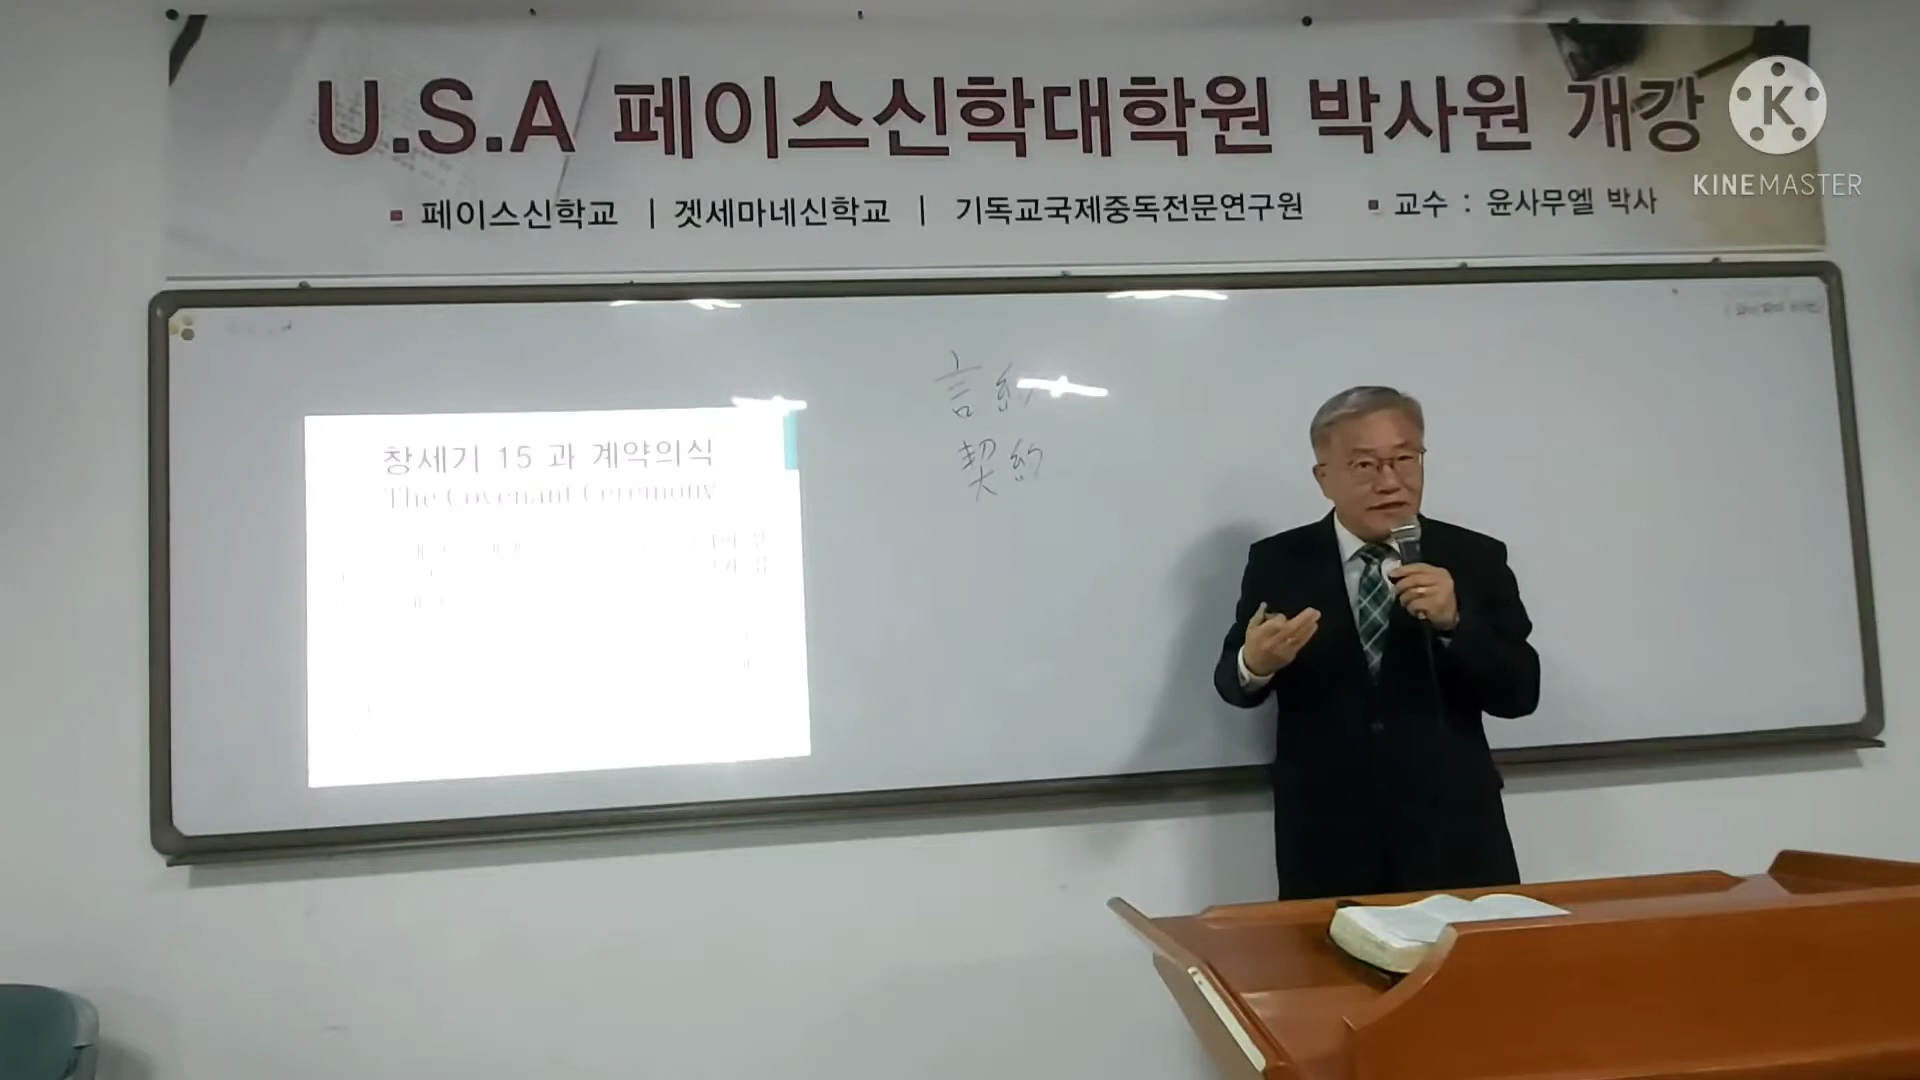 U.S.A 페이스신학대학원 박사원 개강
K
KINEMASTER
▪ 페이스신학교 | 겟세마네신학교 | 기독교국제중독전문연구원 ▪ 교수 : 윤사무엘 박사
言約
契約
창세기 15 과 계약의식
The Covenant Ceremony